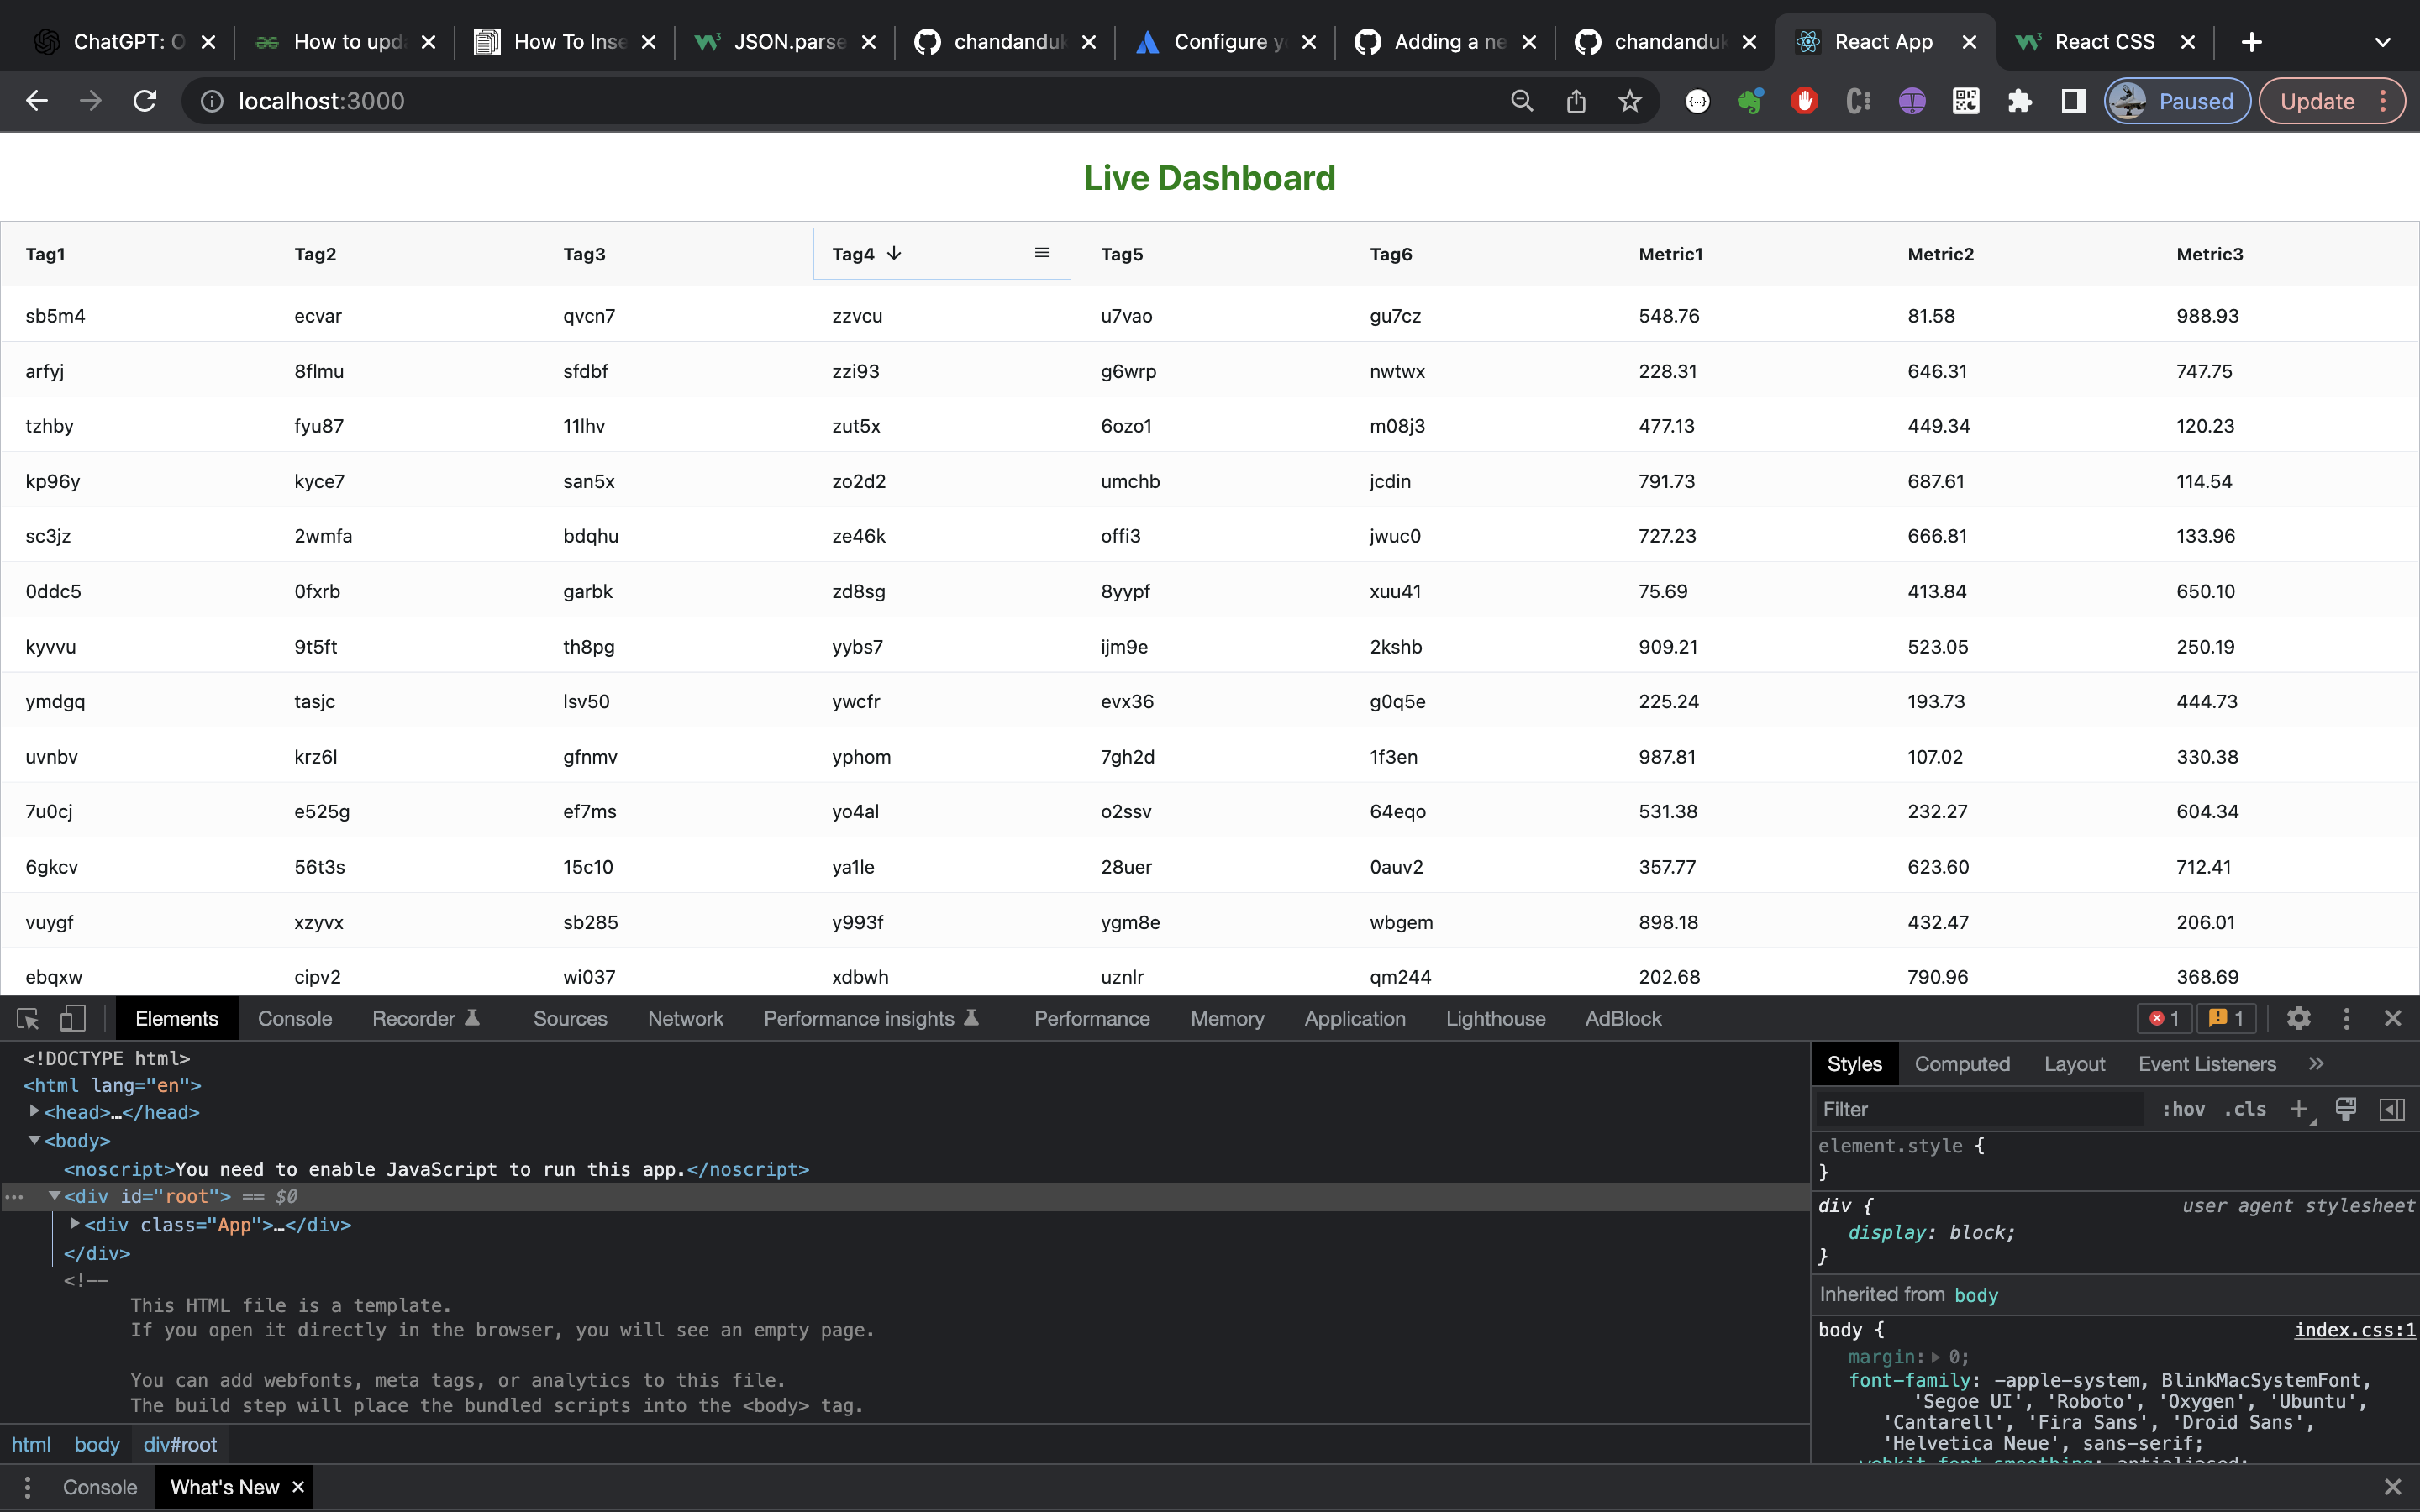 ChatGPT: O
How to upd
How To Inse
JSON.parse
chanduk
Configure y
Adding a ne
chanduk
React App
React CSS
localhost:3000
Paused
Update
Live Dashboard
Tag1 Tag2 Tag3 Tag4 Tag5 Tag6 Metric1 Metric2 Metric3
sb5m4 ecvar qvcn7 zzvcu u7vao gu7cz 548.76 81.58 988.93
arfyj 8flmu sfdbf zzi93 g6wrp nwtwx 228.31 646.31 747.75
tzhby fyu87 11lhv zut5x 6ozo1 m08j3 477.13 449.34 120.23
kp96y kyce7 san5x zo2d2 umchb jcdin 791.73 687.61 114.54
sc3jz 2wmfa bdqhu ze46k offi3 jwuc0 727.23 666.81 133.96
0ddc5 0fxrb garbk zd8sg 8yypf xuu41 75.69 413.84 650.10
kyvvu 9t5ft th8pg yybs7 ijm9e 2kshb 909.21 523.05 250.19
ymdgq tasjc lsv50 ywcfr evx36 g0q5e 225.24 193.73 444.73
uvnbv krz6l gfnmv yphom 7gh2d 1f3en 987.81 107.02 330.38
7u0cj e525g ef7ms yo4al o2ssv 64eqo 531.38 232.27 604.34
6gkcv 56t3s 15c10 ya1le 28uer 0auv2 357.77 623.60 712.41
vuygf xzyvx sb285 y993f ygm8e wbgem 898.18 432.47 206.01
ebqxw cipv2 wi037 xdbwh uznlr qm244 202.68 790.96 368.69
Elements Console Recorder Sources Network Performance insights Performance Memory Application Lighthouse AdBlock 1 1
<!DOCTYPE html>
<html lang="en">
<head>…</head>
<body>
<noscript>You need to enable JavaScript to run this app.</noscript>
<div id="root"> == $0
<div class="App">…</div>
</div>
<!--
This HTML file is a template.
If you open it directly in the browser, you will see an empty page.
You can add webfonts, meta tags, or analytics to this file.
The build step will place the bundled scripts into the <body> tag.
html body div#root
Styles Computed Layout Event Listeners
Filter :hov .cls
element.style {
}
div { user agent stylesheet
display: block;
}
Inherited from body
body { index.css:1
margin: 0;
font-family: -apple-system, BlinkMacSystemFont,
'Segoe UI', 'Roboto', 'Oxygen', 'Ubuntu',
'Cantarell', 'Fira Sans', 'Droid Sans',
'Helvetica Neue', sans-serif;
-webkit-font-smoothing: antialiased;
Console What's New